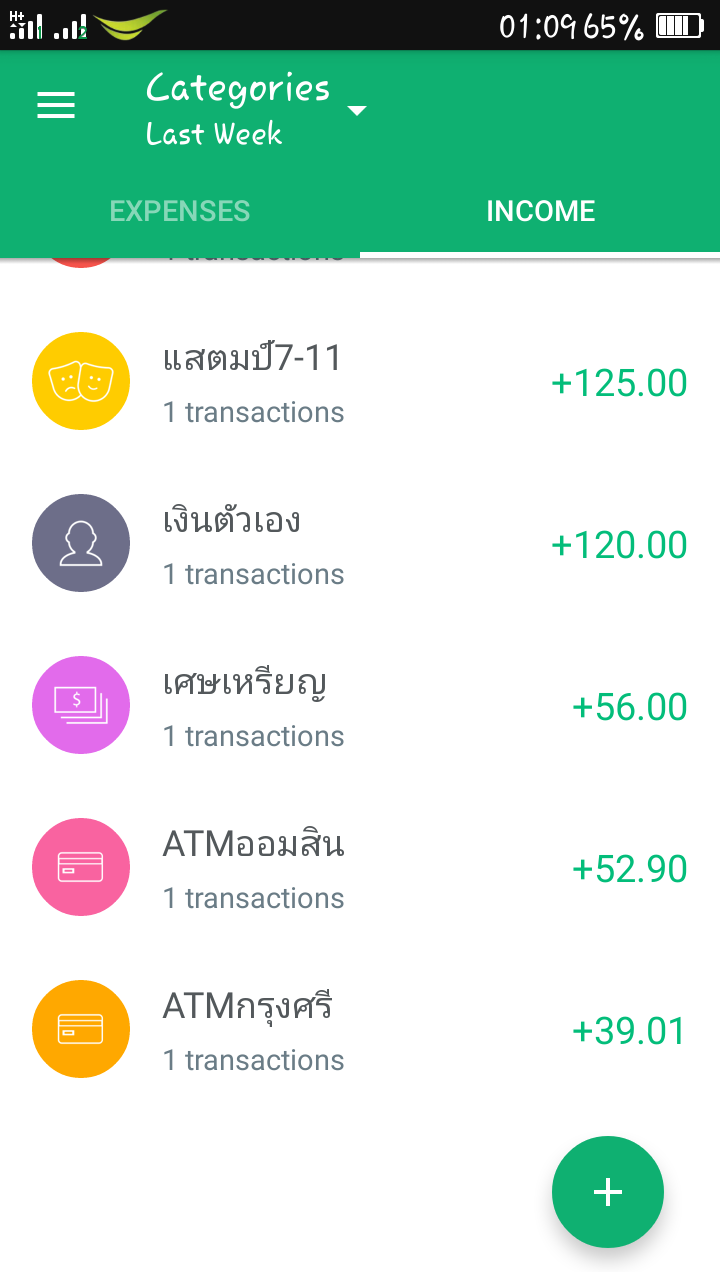 H+
1
2
01:09 65%
Categories
Last Week
EXPENSES
INCOME
1 transactions
แสตมป์7-11
1 transactions
+125.00
เงินตัวเอง
1 transactions
+120.00
เศษเหรียญ
1 transactions
+56.00
ATMออมสิน
1 transactions
+52.90
ATMกรุงศรี
1 transactions
+39.01